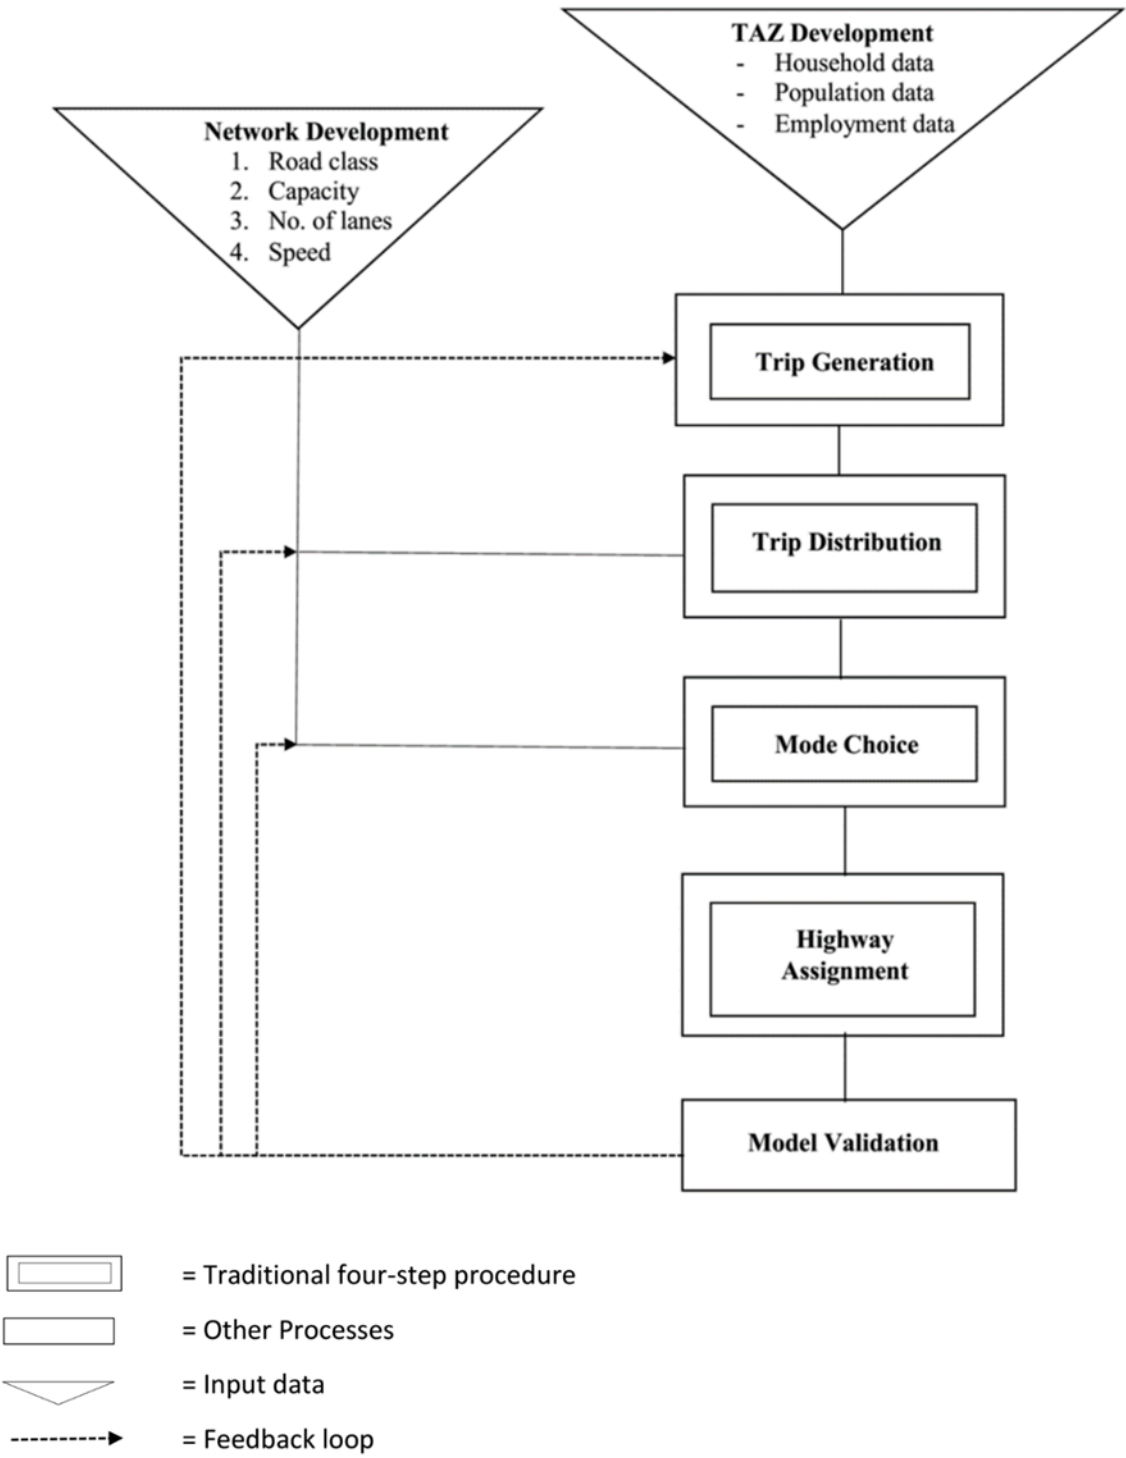 TAZ Development
- Household data
- Population data
- Employment data
Network Development
1. Road class
2. Capacity
3. No. of lanes
4. Speed
Trip Generation
Trip Distribution
Mode Choice
Highway
Assignment
Model Validation
= Traditional four-step procedure
= Other Processes
= Input data
= Feedback loop